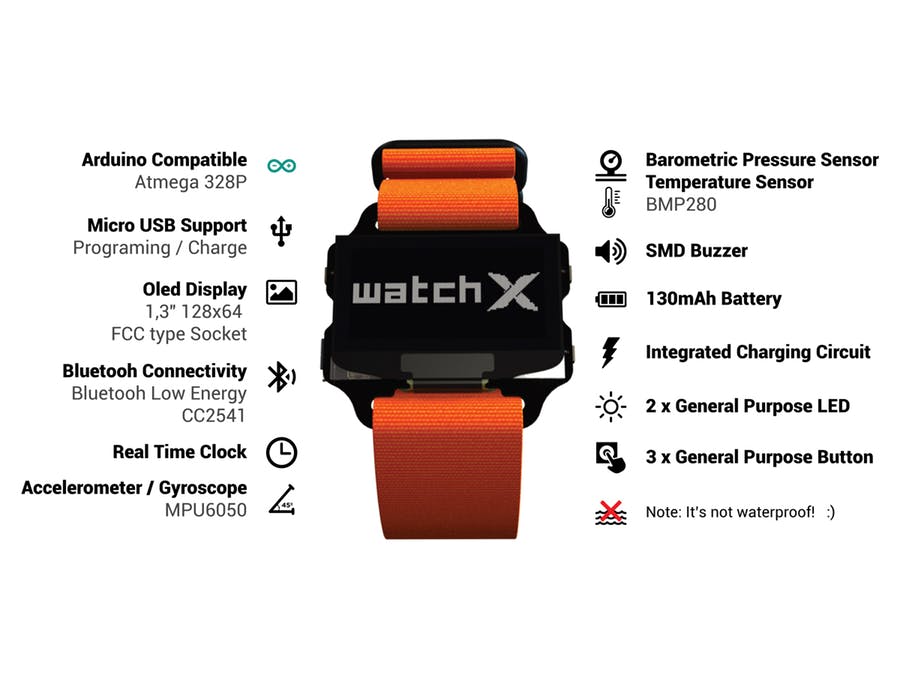 Arduino Compatible
Atmega 328P
Micro USB Support
Programing / Charge
Oled Display
1,3" 128x64
FCC type Socket
Bluetooh Connectivity
Bluetooh Low Energy
CC2541
Real Time Clock
Accelerometer / Gyroscope
MPU6050
45°
watch X
Barometric Pressure Sensor
Temperature Sensor
BMP280
SMD Buzzer
130mAh Battery
Integrated Charging Circuit
2 x General Purpose LED
3 x General Purpose Button
Note: It's not waterproof! :)